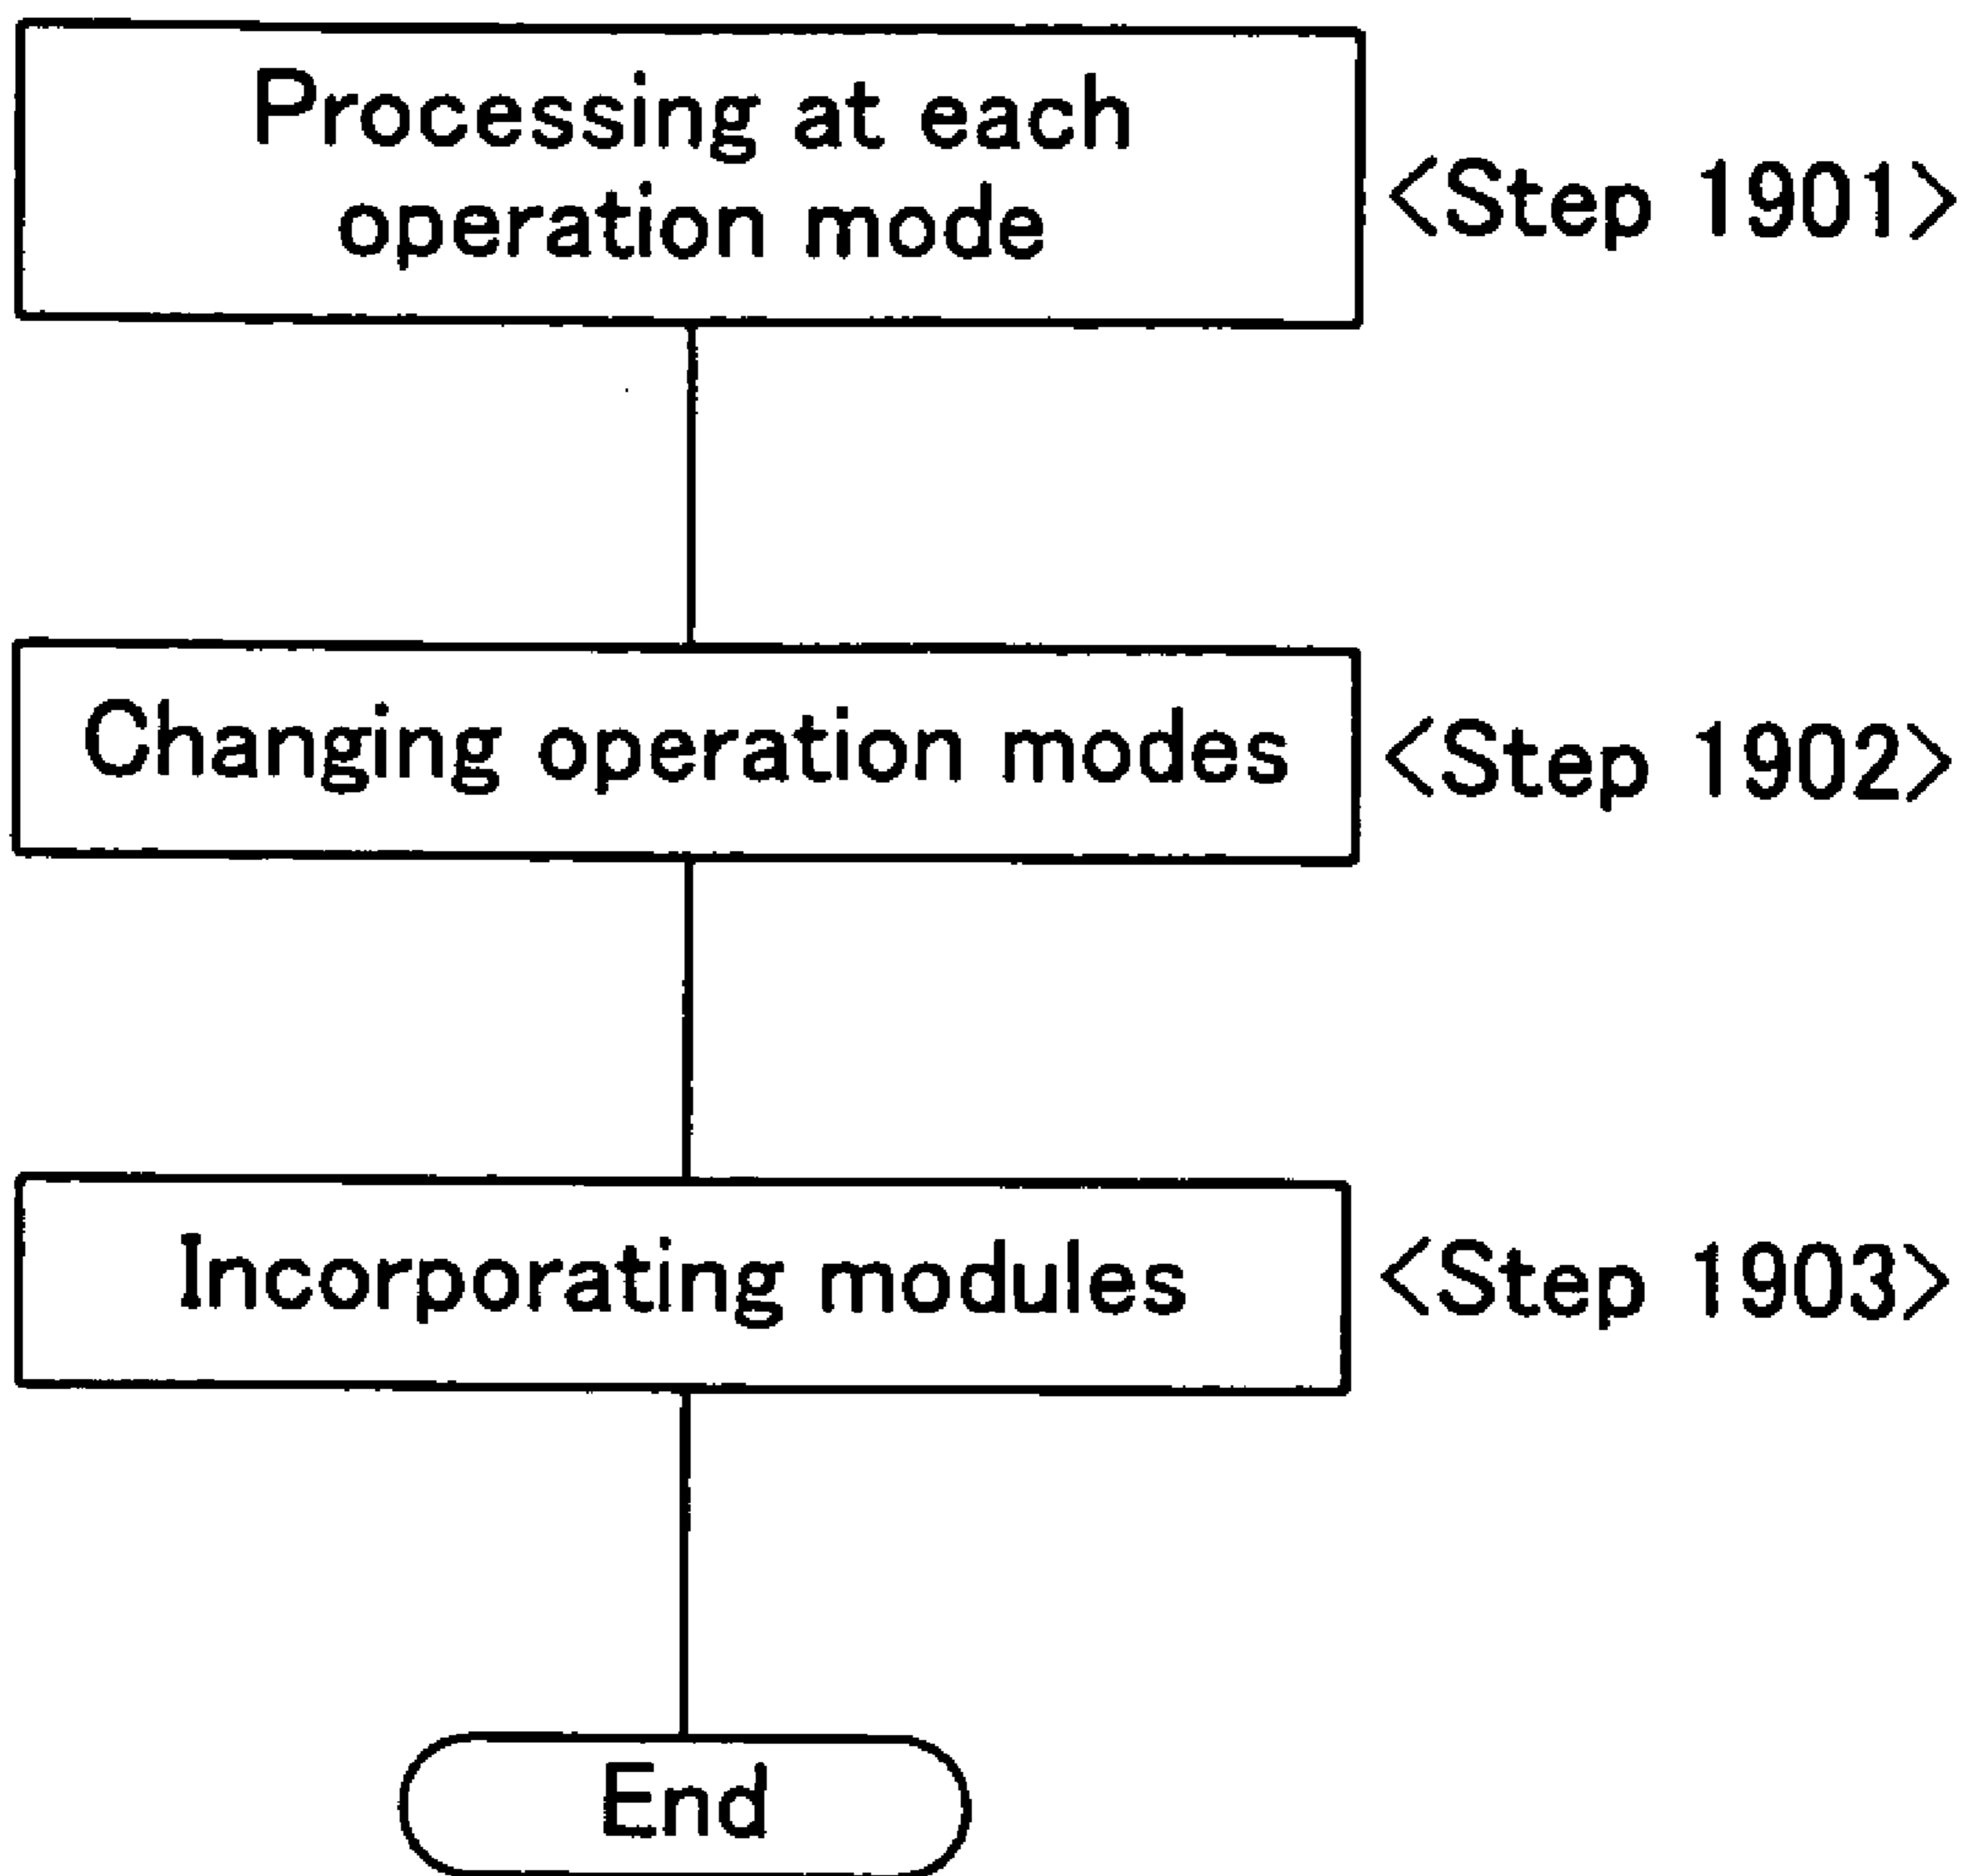 Processing at each
operation mode
<Step 1901>
Changing operation modes
<Step 1902>
Incorporating modules
<Step 1903>
End